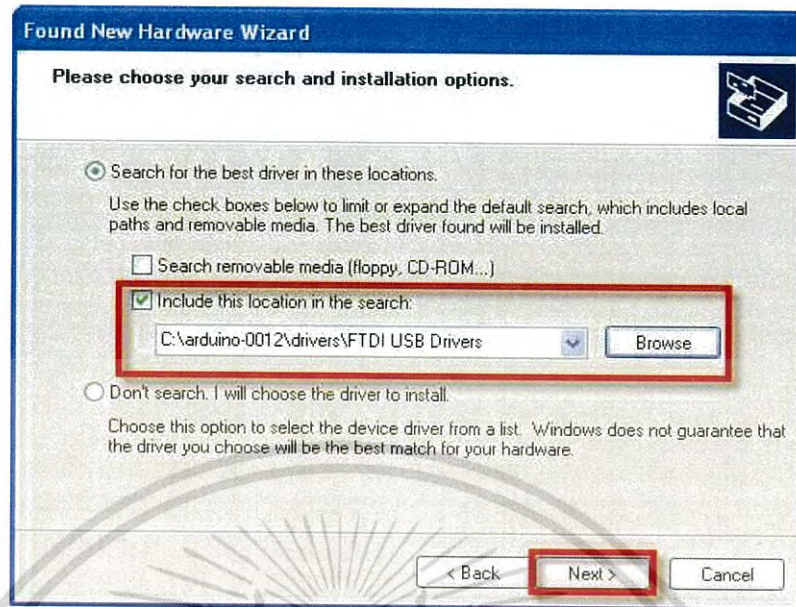 Found New Hardware Wizard
Please choose your search and installation options.
Search for the best driver in these locations.
Use the check boxes below to limit or expand the default search, which includes local
paths and removable media. The best driver found will be installed.
Search removable media (floppy, CD-ROM...)
Include this location in the search:
C:\arduino-0012\drivers\FTDI USB Drivers
Browse
Don't search. I will choose the driver to install.
Choose this option to select the device driver from a list. Windows does not guarantee that
the driver you choose will be the best match for your hardware.
< Back Next > Cancel